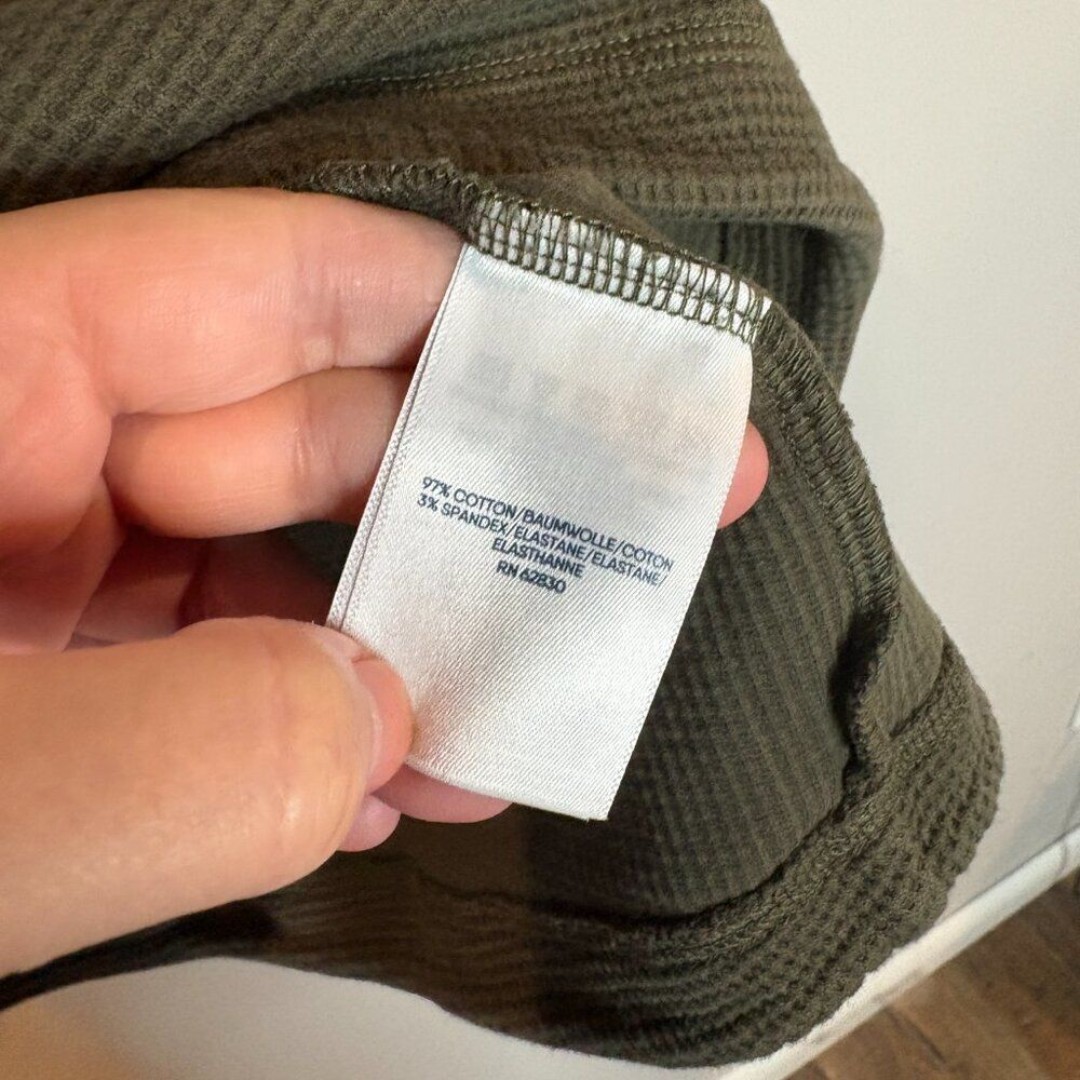 97% COTTON/BAUMWOLLE/COTON
3% SPANDEX/ELASTANE/ELASTANE/
ELASTHANNE
RN 62830